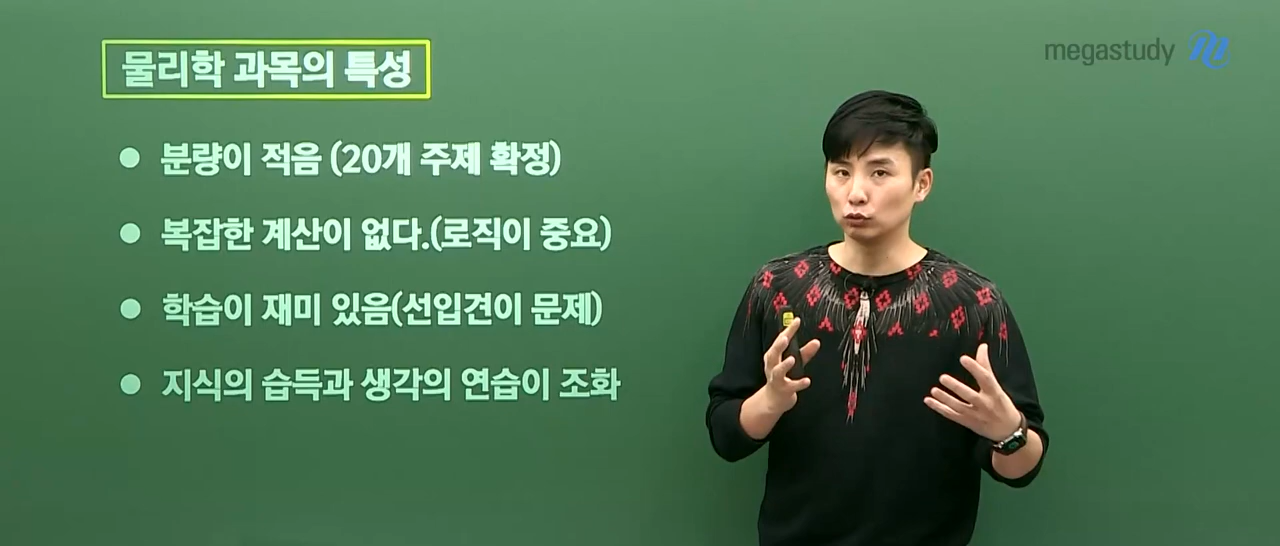 물리학 과목의 특성
megastudy M
분량이 적음 (20개 주제 확정)
복잡한 계산이 없다.(로직이 중요)
학습이 재미 있음(선입견이 문제)
지식의 습득과 생각의 연습이 조화